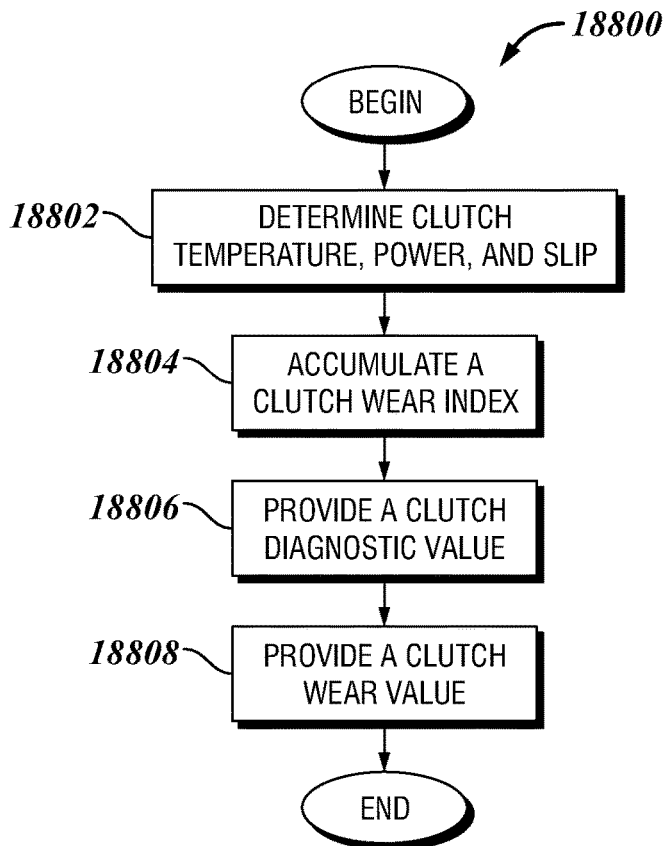 18800
BEGIN
18802
DETERMINE CLUTCH
TEMPERATURE, POWER, AND SLIP
18804
ACCUMULATE A
CLUTCH WEAR INDEX
18806
PROVIDE A CLUTCH
DIAGNOSTIC VALUE
18808
PROVIDE A CLUTCH
WEAR VALUE
END